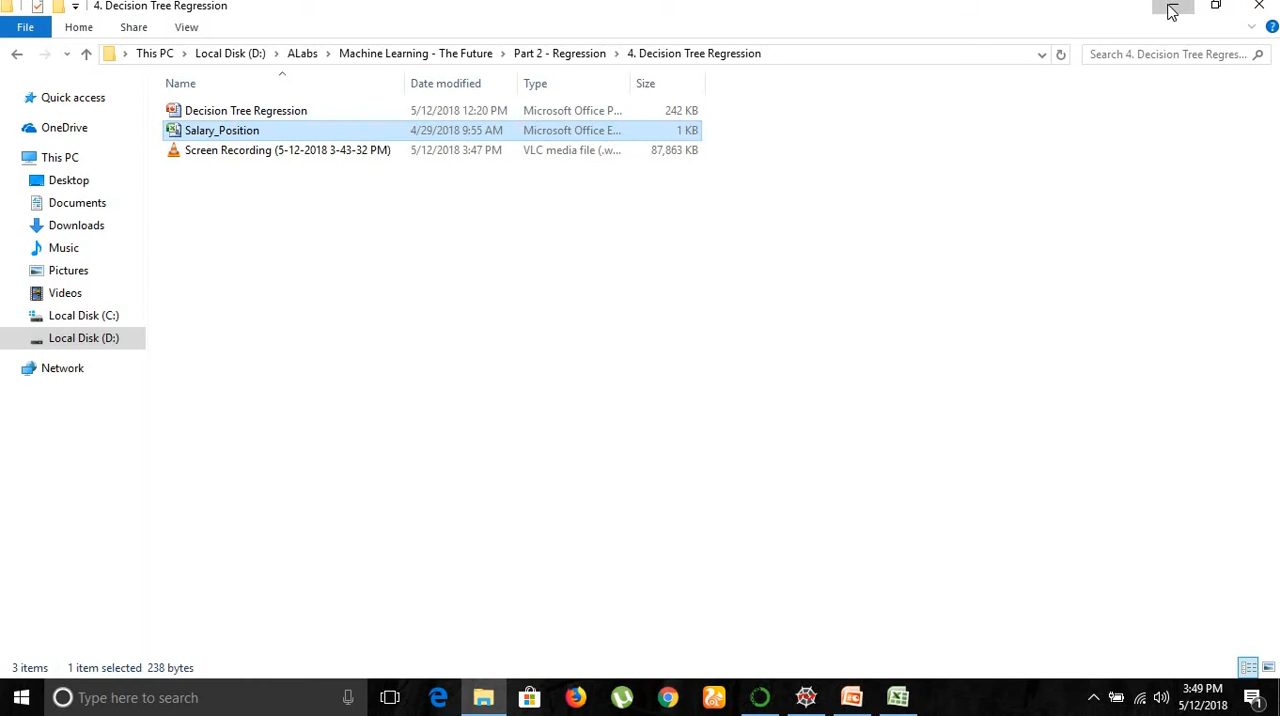 4. Decision Tree Regression
File Home Share View
This PC Local Disk (D:) ALabs Machine Learning - The Future Part 2 - Regression 4. Decision Tree Regression Search 4. Decision Tree Regres...
Name Date modified Type Size
Quick access
OneDrive
This PC
Desktop
Documents
Downloads
Music
Pictures
Videos
Local Disk (C:)
Local Disk (D:)
Network
Decision Tree Regression 5/12/2018 12:20 PM Microsoft Office P... 242 KB
Salary_Position 4/29/2018 9:55 AM Microsoft Office E... 1 KB
Screen Recording (5-12-2018 3-43-32 PM) 5/12/2018 3:47 PM VLC media file (.w... 87,863 KB
3 items 1 item selected 238 bytes
Type here to search
3:49 PM
5/12/2018
1